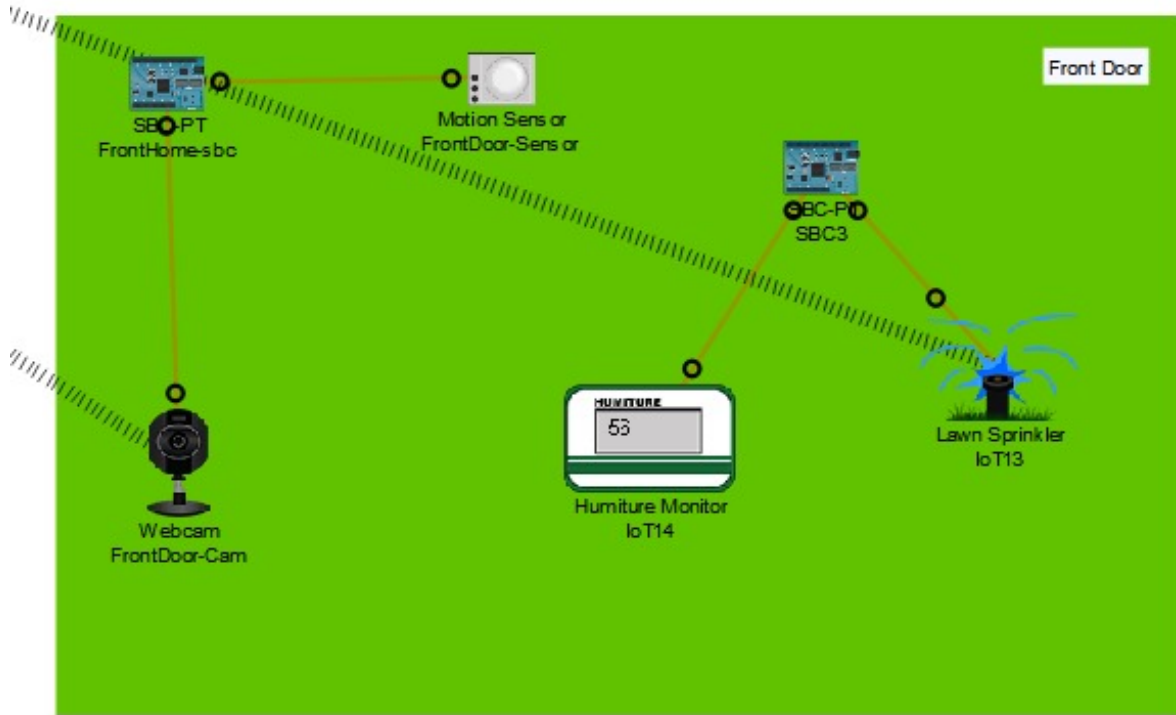 Front Door
Motion Sensor
FrontDoor-Sensor
SBC-PT
FrontHome-sbc
SBC-PT
SBC3
HUMITURE
53
Lawn Sprinkler
IoT13
Humiture Monitor
IoT14
Webcam
FrontDoor-Cam